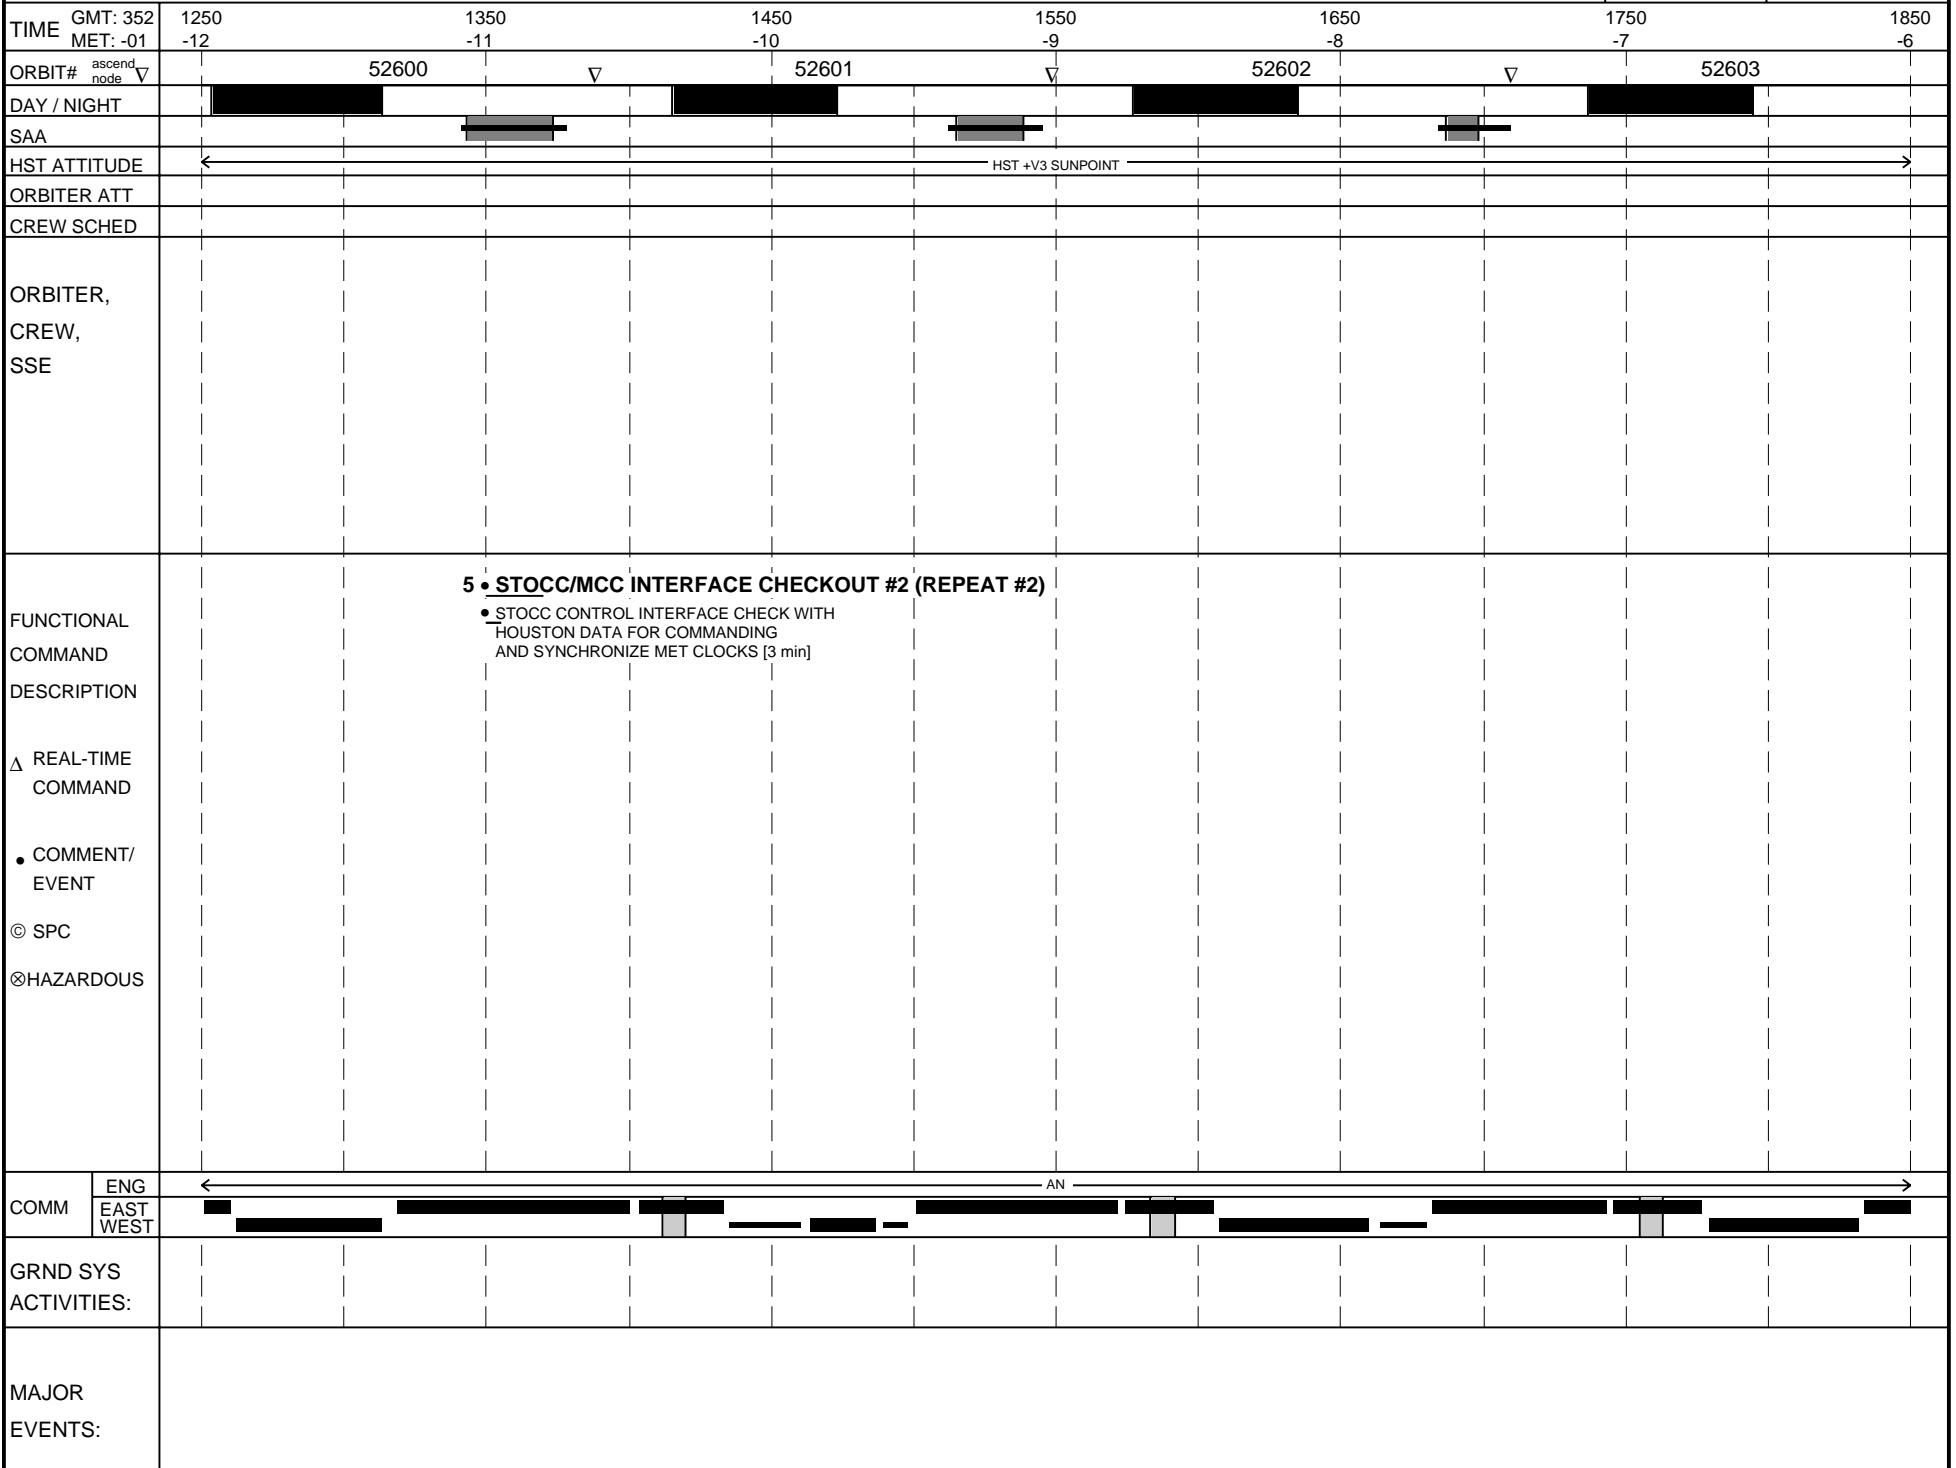 TIME GMT: 352 1250 1350 1450 1550 1650 1750 1850
MET: -01 -12 -11 -10 -9 -8 -7 -6
ORBIT# ascend node ∇ 52600 ∇ 52601 ∇ 52602 ∇ 52603
DAY / NIGHT
SAA
HST ATTITUDE HST +V3 SUNPOINT
ORBITER ATT
CREW SCHED
ORBITER,
CREW,
SSE
5 • STOCC/MCC INTERFACE CHECKOUT #2 (REPEAT #2)
• STOCC CONTROL INTERFACE CHECK WITH
HOUSTON DATA FOR COMMANDING
AND SYNCHRONIZE MET CLOCKS [3 min]
FUNCTIONAL
COMMAND
DESCRIPTION
∆ REAL-TIME
COMMAND
• COMMENT/
EVENT
© SPC
⊗HAZARDOUS
COMM ENG AN
EAST
WEST
GRND SYS
ACTIVITIES:
MAJOR
EVENTS: